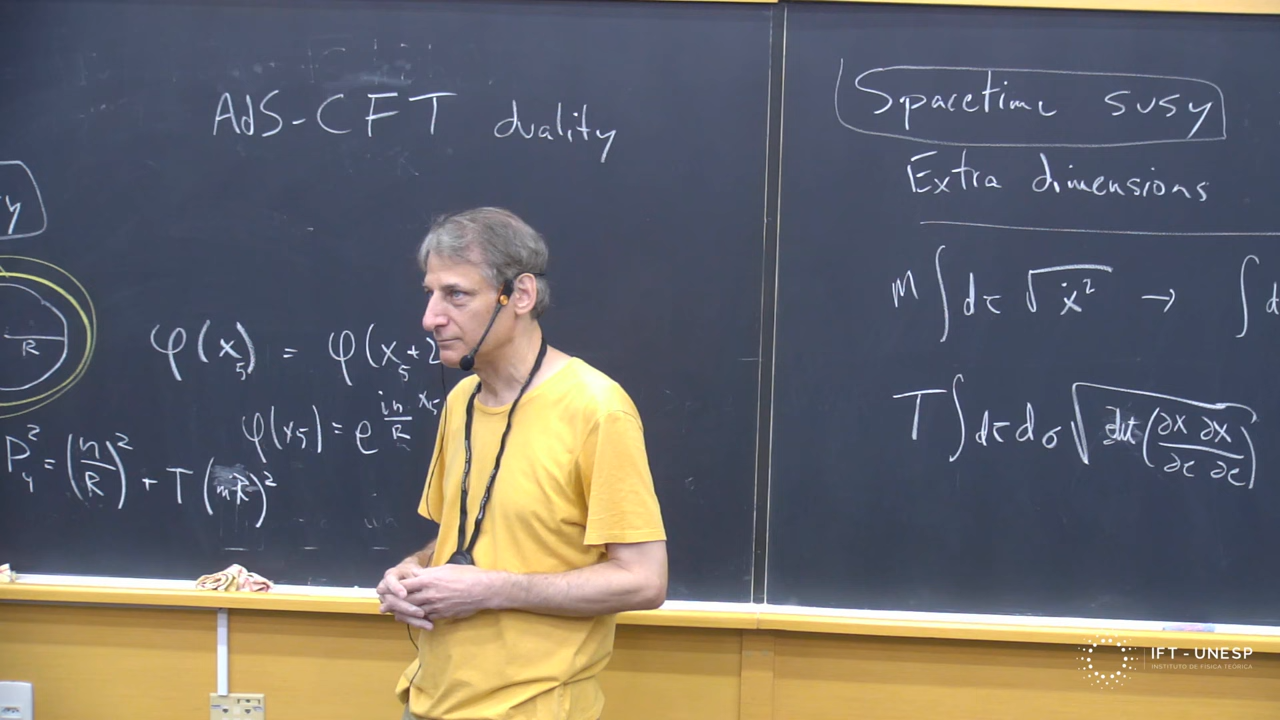 AdS-CFT duality
y
R
φ(x₅) = φ(x₅+2
φ(x₅) = e^{in/R x₅}
P₄² = (n/R)² + T(mR)²
Spacetime susy
Extra dimensions
m∫dτ √ẋ² → ∫d
T∫dτdσ √det(∂X ∂X / ∂τ ∂τ)
IFT - UNESP
INSTITUTO DE FÍSICA TEÓRICA